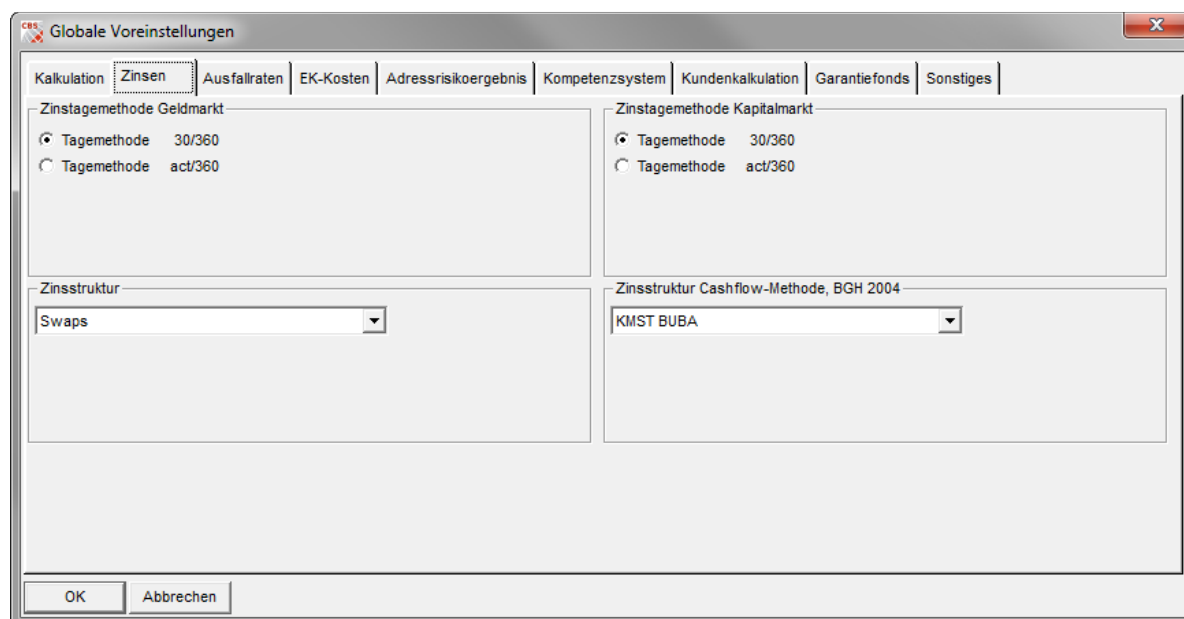 CBS Globale Voreinstellungen
Kalkulation Zinsen Ausfallraten EK-Kosten Adressrisikoergebnis Kompetenzsystem Kundenkalkulation Garantiefonds Sonstiges
Zinstagemethode Geldmarkt
Tagemethode 30/360
Tagemethode act/360
Zinstagemethode Kapitalmarkt
Tagemethode 30/360
Tagemethode act/360
Zinsstruktur
Swaps
Zinsstruktur Cashflow-Methode, BGH 2004
KMST BUBA
OK Abbrechen